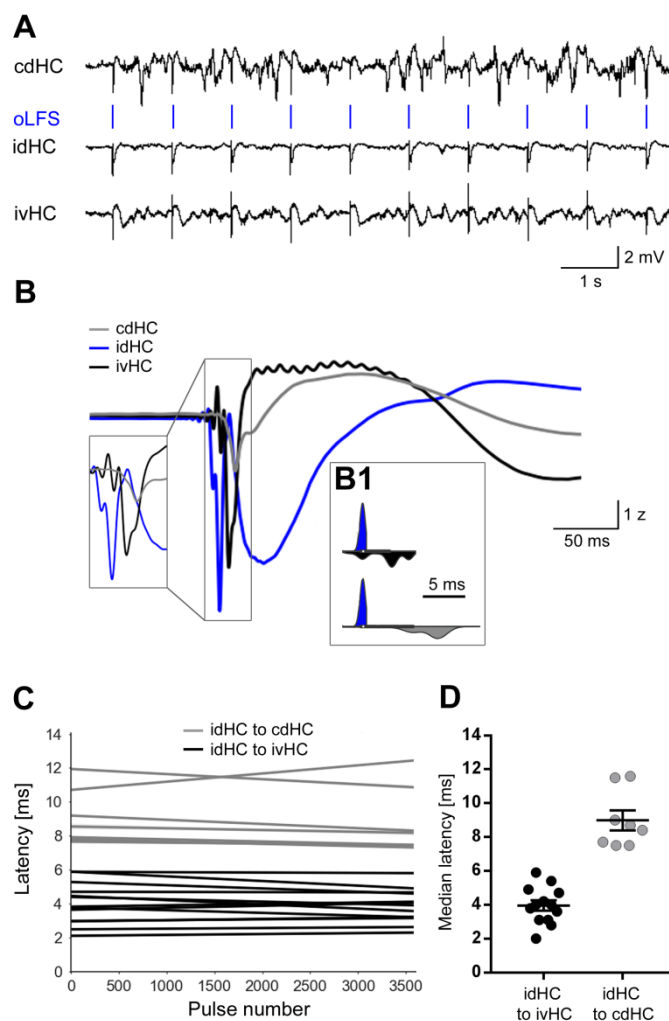 A
cdHC
oLFS
idHC
ivHC
2 mV
1 s
B
cdHC
idHC
ivHC
B1
5 ms
1 z
50 ms
C
idHC to cdHC
idHC to ivHC
Latency [ms]
14
12
10
8
6
4
2
0
0 500 1000 1500 2000 2500 3000 3500
Pulse number
D
Median latency [ms]
14
12
10
8
6
4
2
0
idHC to ivHC
idHC to cdHC